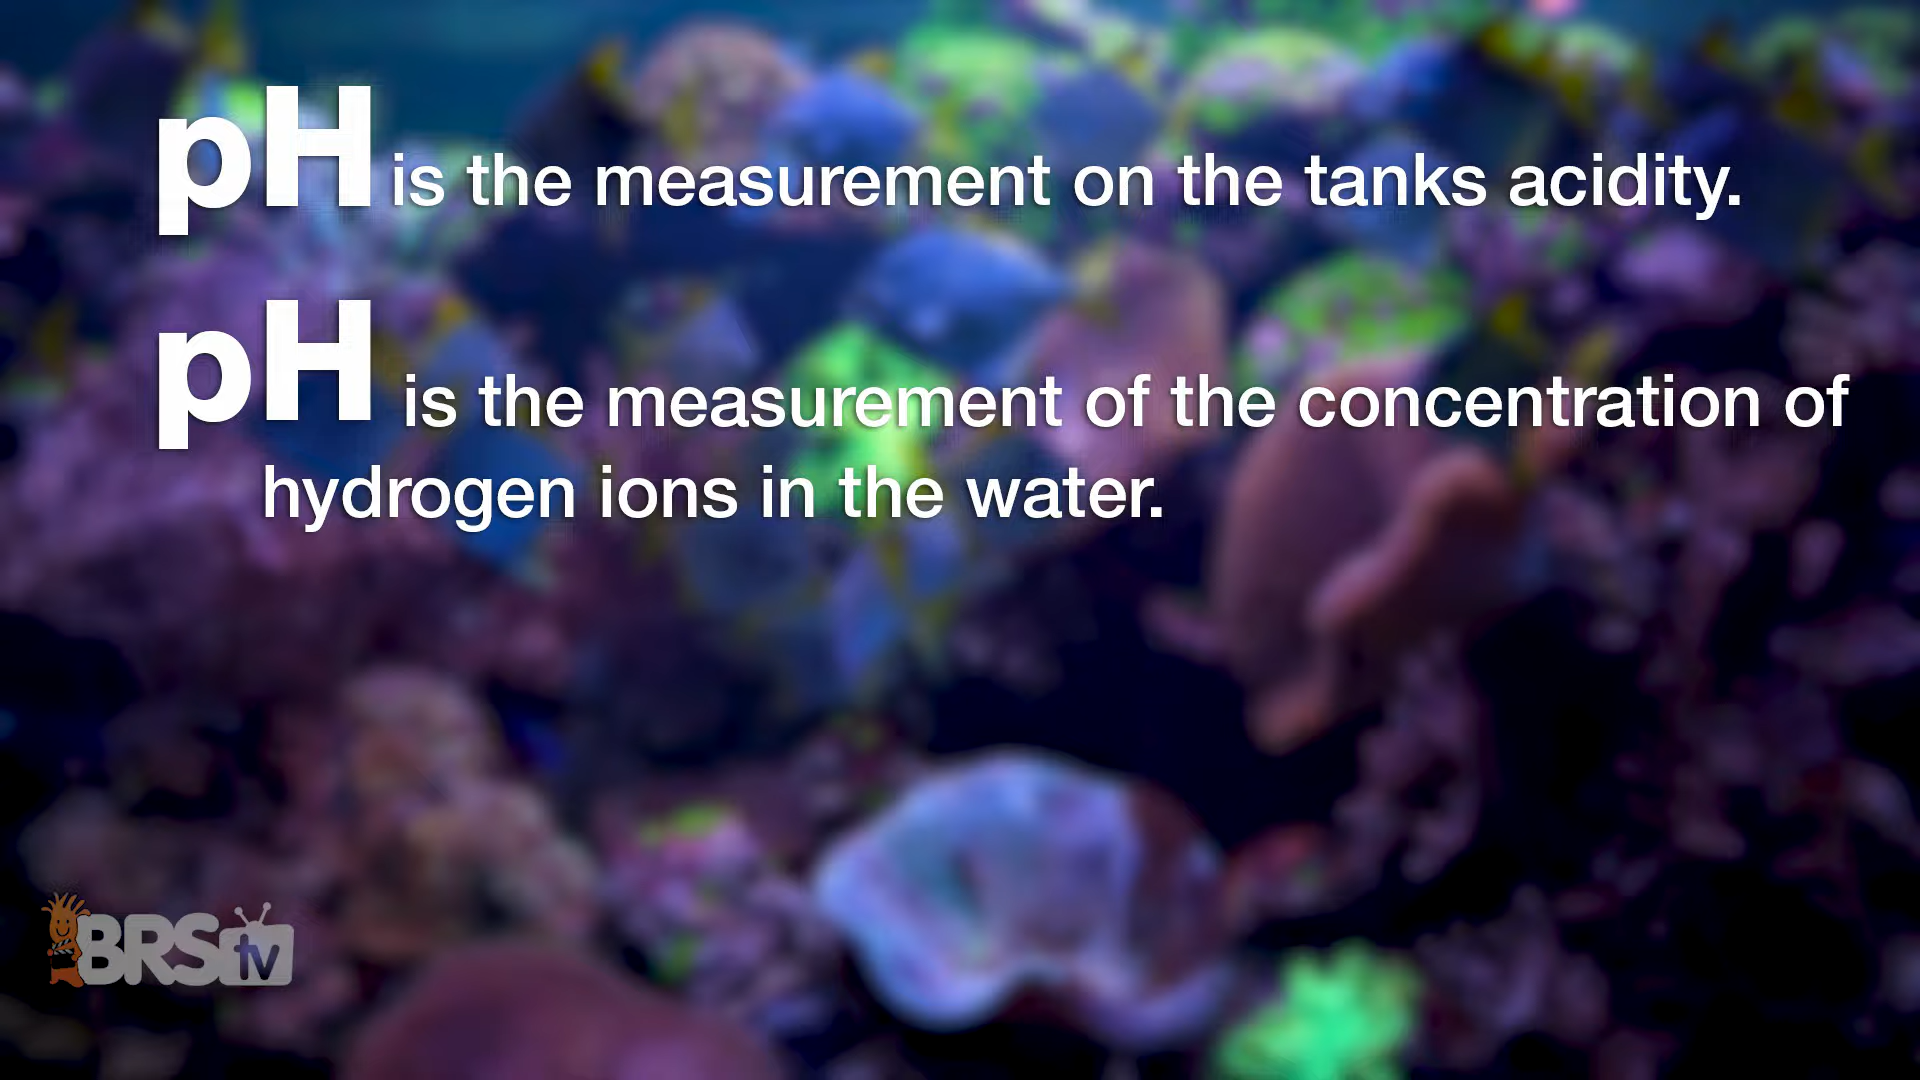 pH is the measurement on the tanks acidity.
pH is the measurement of the concentration of
hydrogen ions in the water.
BRStv